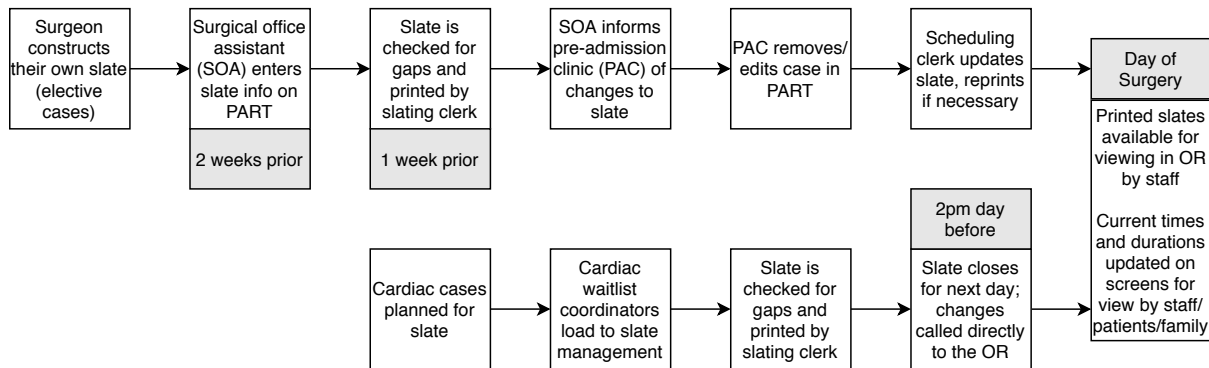 Surgeon
constructs
their own slate
(elective
cases)
Surgical office
assistant
(SOA) enters
slate info on
PART
2 weeks prior
Slate is
checked for
gaps and
printed by
slating clerk
1 week prior
SOA informs
pre-admission
clinic (PAC) of
changes to
slate
PAC removes/
edits case in
PART
Scheduling
clerk updates
slate, reprints
if necessary
Day of
Surgery
Printed slates
available for
viewing in OR
by staff
Current times
and durations
updated on
screens for
view by staff/
patients/family
Cardiac cases
planned for
slate
Cardiac
waitlist
coordinators
load to slate
management
Slate is
checked for
gaps and
printed by
slating clerk
2pm day
before
Slate closes
for next day;
changes
called directly
to the OR